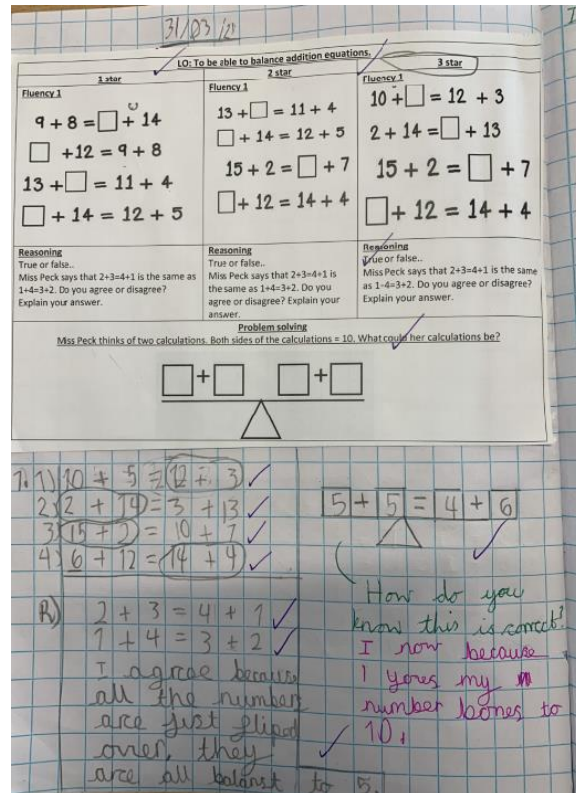 31/03/21
LO: To be able to balance addition equations.
1 star
Fluency 1
9 + 8 = □ + 14
□ +12 = 9 + 8
13 + □ = 11 + 4
□ + 14 = 12 + 5
2 star
Fluency 1
13 + □ = 11 + 4
□ + 14 = 12 + 5
15 + 2 = □ + 7
□ + 12 = 14 + 4
3 star
Fluency 1
10 + □ = 12 + 3
2 + 14 = □ + 13
15 + 2 = □ + 7
□ + 12 = 14 + 4
Reasoning
True or false..
Miss Peck says that 2+3=4+1 is the same as
1+4=3+2. Do you agree or disagree?
Explain your answer.
Reasoning
True or false..
Miss Peck says that 2+3=4+1 is
the same as 1+4=3+2. Do you
agree or disagree? Explain your
answer.
Reasoning
True or false..
Miss Peck says that 2+3=4+1 is the same
as 1-4=3+2. Do you agree or disagree?
Explain your answer.
Problem solving
Miss Peck thinks of two calculations. Both sides of the calculations = 10. What could her calculations be?
□ + □ □ + □
1) 10 + 5 = 12 + 3
2) 2 + 14 = 3 + 13
3) 15 + 2 = 10 + 7
4) 6 + 12 = 14 + 4
R) 2 + 3 = 4 + 1
1 + 4 = 3 + 2
I agree because
all the numbers
are just fliped
over, they
are all balanst to 5.
5 + 5 = 4 + 6
How do you
know this is correct?
I now because
I yores my
number bones to
10.